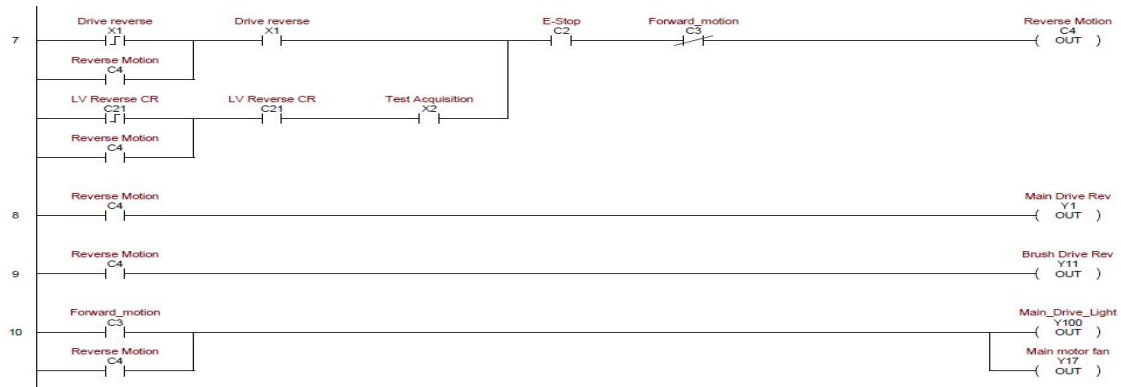 Drive reverse Drive reverse E-Stop Forward_motion Reverse Motion
X1 X1 C2 C3 C4
7 OUT
Reverse Motion
C4
LV Reverse CR LV Reverse CR Test Acquisition
C21 C21 X2
Reverse Motion
C4
Reverse Motion Main Drive Rev
C4 Y1
8 OUT
Reverse Motion Brush Drive Rev
C4 Y11
9 OUT
Forward_motion Main_Drive_Light
C3 Y100
10 OUT
Reverse Motion Main motor fan
C4 Y17
OUT